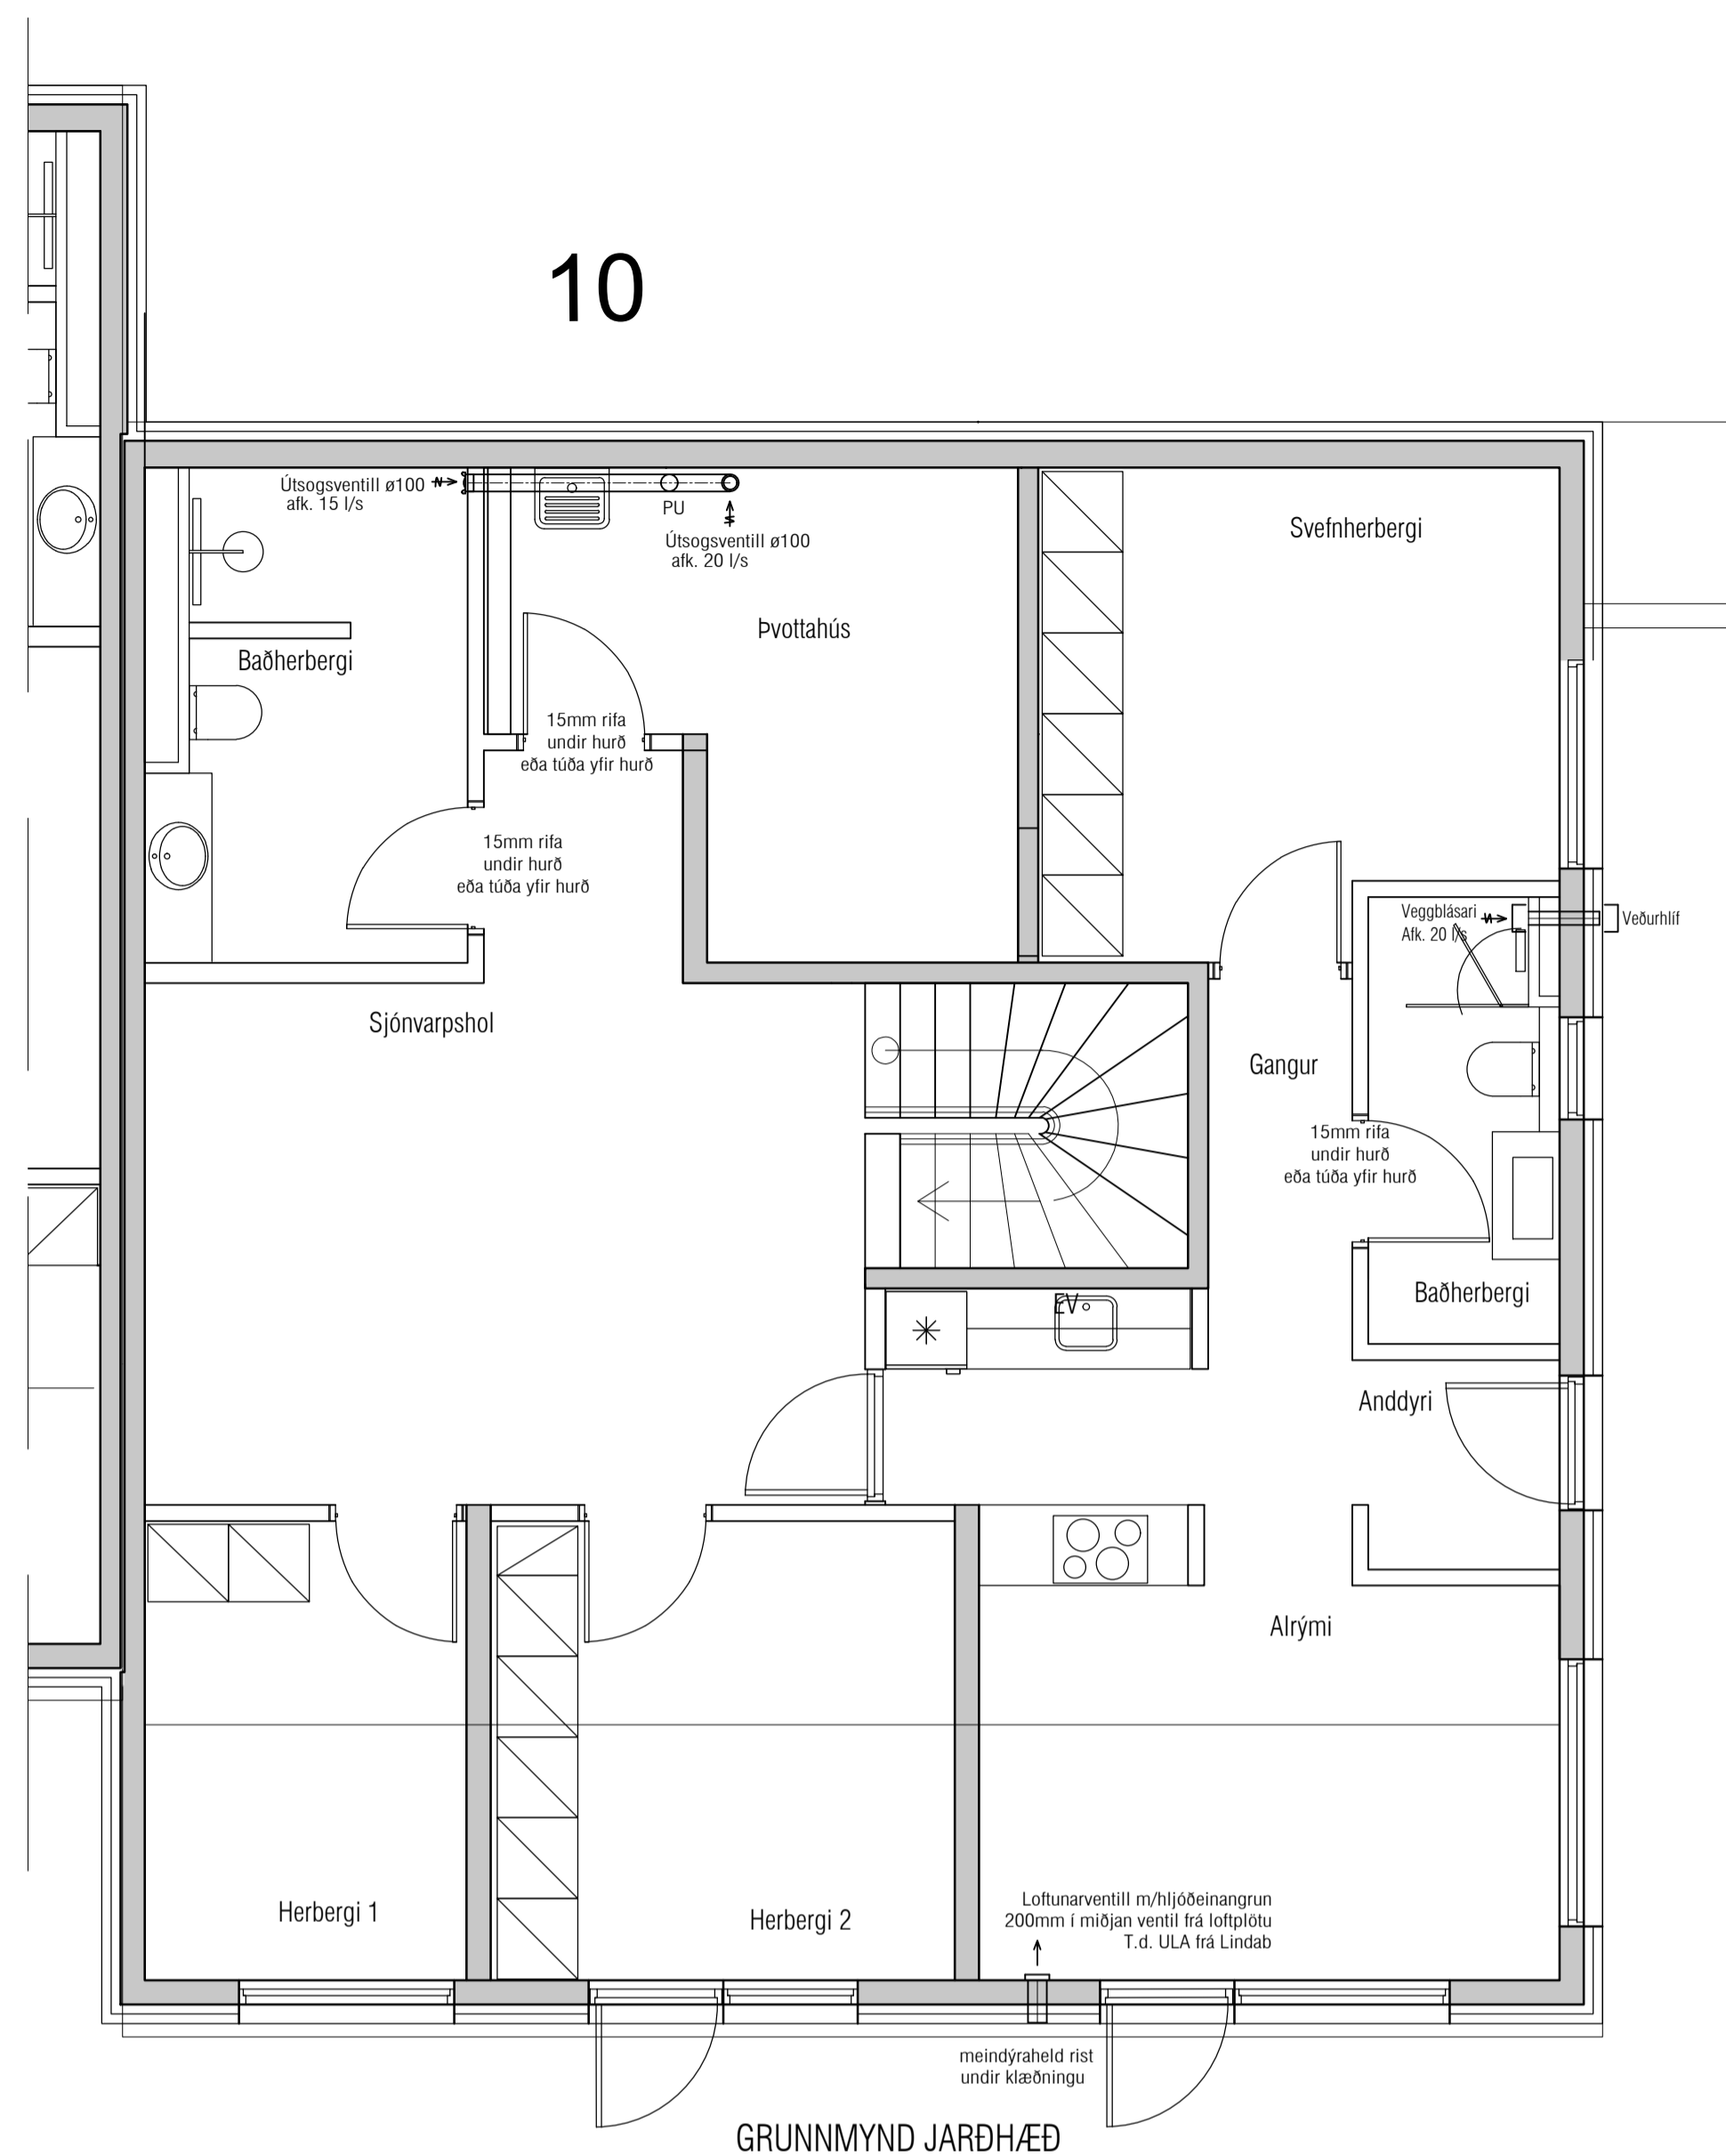 10
Útsogsventill ø100
afk. 15 l/s
PU
Útsogsventill ø100
afk. 20 l/s
Svefnherbergi
Þvottahús
Baðherbergi
15mm rifa
undir hurð
eða túða yfir hurð
15mm rifa
undir hurð
eða túða yfir hurð
Veggblásari
Afk. 20 l/s
Veðurhlíf
Sjónvarpshol
Gangur
15mm rifa
undir hurð
eða túða yfir hurð
Baðherbergi
EV
Anddyri
Alrými
Herbergi 1
Herbergi 2
Loftunarventill m/hljóðeinangrun
200mm í miðjan ventil frá loftplötu
T.d. ULA frá Lindab
meindýraheld rist
undir klæðningu
GRUNNMYND JARÐHÆÐ